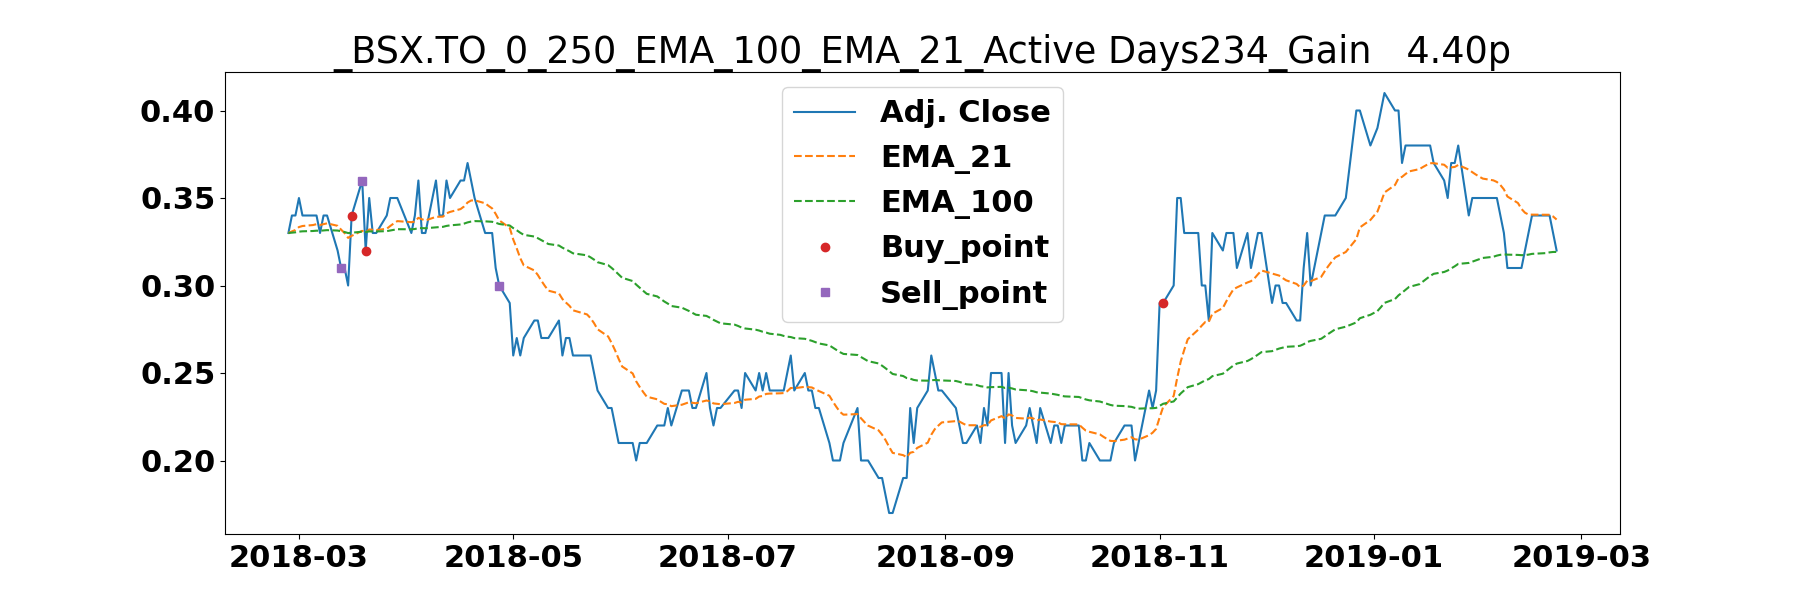 _BSX.TO_0_250_EMA_100_EMA_21_Active Days234_Gain   4.40p
0.40
0.35
0.30
0.25
0.20
Adj. Close
EMA_21
EMA_100
Buy_point
Sell_point
2018-03 2018-05 2018-07 2018-09 2018-11 2019-01 2019-03